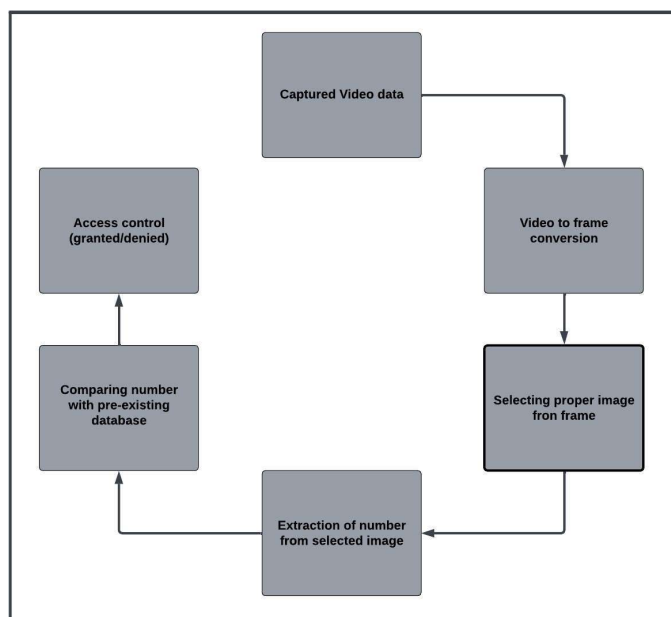 Captured Video data
Video to frame
conversion
Selecting proper image
fron frame
Extraction of number
from selected image
Comparing number
with pre-existing
database
Access control
(granted/denied)